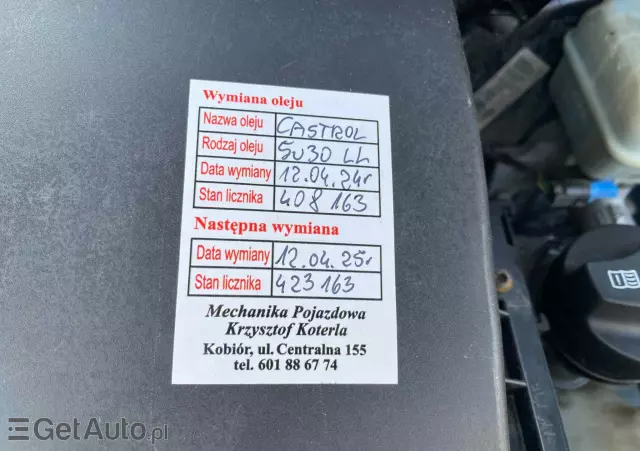 Wymiana oleju
Nazwa oleju CASTROL
Rodzaj oleju 5W30 LL
Data wymiany 12.04.24r
Stan licznika 408 163
Następna wymiana
Data wymiany 12.04.25r
Stan licznika 423163
Mechanika Pojazdowa
Krzysztof Koterla
Kobiór, ul. Centralna 155
tel. 601 88 67 74
GetAuto.pl